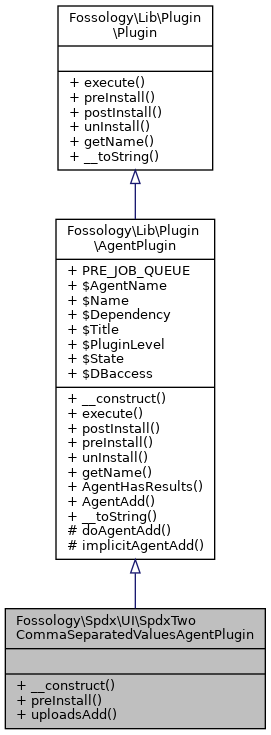 Fossology\Lib\Plugin
\Plugin
+ execute()
+ preInstall()
+ postInstall()
+ unInstall()
+ getName()
+ __toString()
Fossology\Lib\Plugin
\AgentPlugin
+ PRE_JOB_QUEUE
+ $AgentName
+ $Name
+ $Dependency
+ $Title
+ $PluginLevel
+ $State
+ $DBaccess
+ __construct()
+ execute()
+ postInstall()
+ preInstall()
+ unInstall()
+ getName()
+ AgentHasResults()
+ AgentAdd()
+ __toString()
# doAgentAdd()
# implicitAgentAdd()
Fossology\Spdx\UI\SpdxTwo
CommaSeparatedValuesAgentPlugin
+ __construct()
+ preInstall()
+ uploadsAdd()